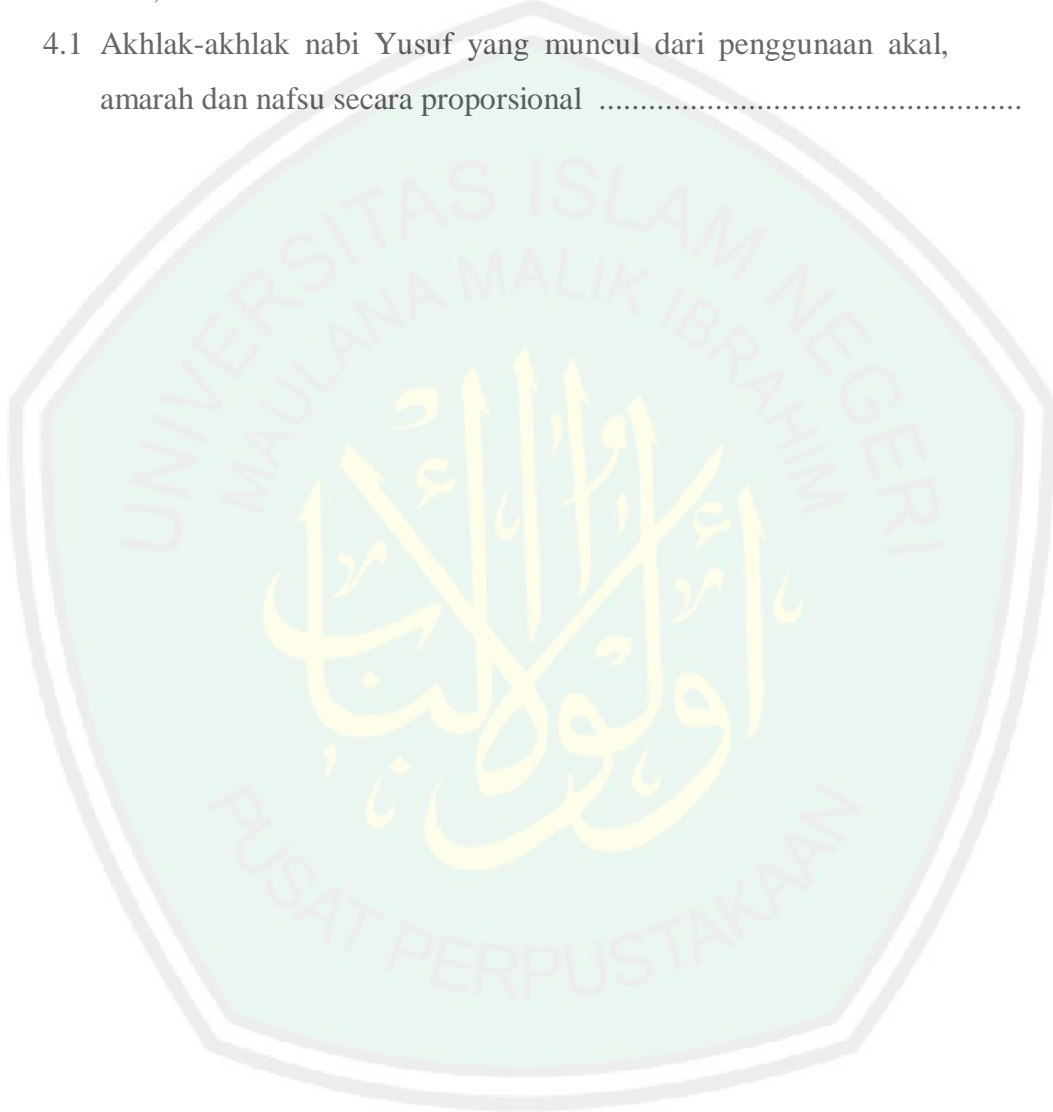 4.1 Akhlak-akhlak nabi Yusuf yang muncul dari penggunaan akal,
amarah dan nafsu secara proporsional ....................................................
UNIVERSITAS ISLAM NEGERI
MAULANA MALIK IBRAHIM
أولوا الألباب
PUSAT PERPUSTAKAAN